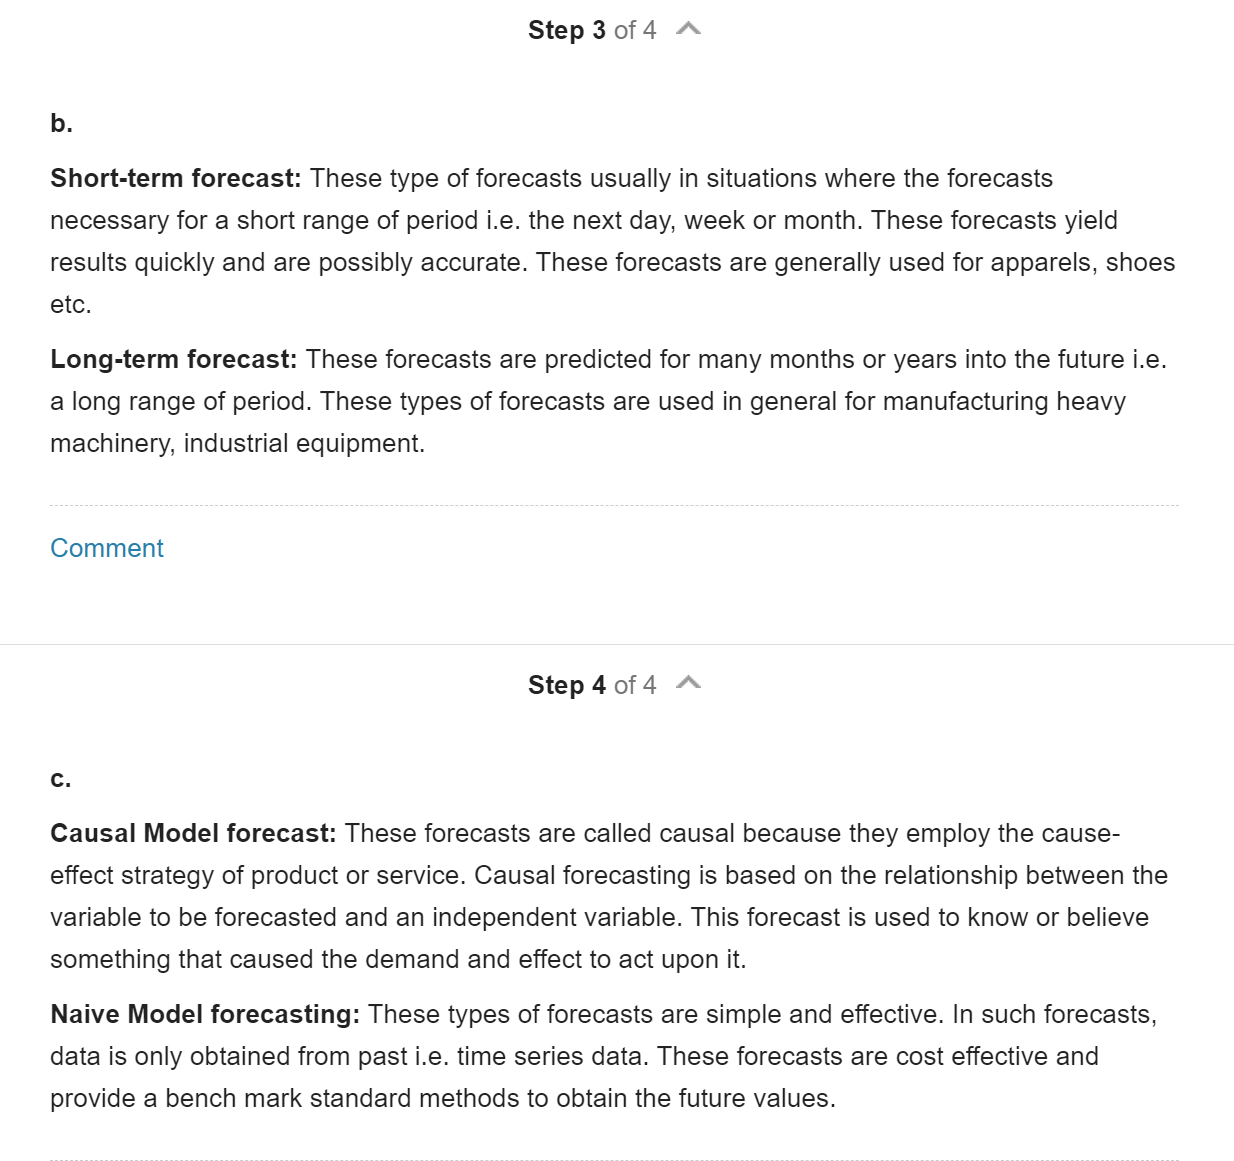 Step 3 of 4
b.
Short-term forecast: These type of forecasts usually in situations where the forecasts
necessary for a short range of period i.e. the next day, week or month. These forecasts yield
results quickly and are possibly accurate. These forecasts are generally used for apparels, shoes
etc.
Long-term forecast: These forecasts are predicted for many months or years into the future i.e.
a long range of period. These types of forecasts are used in general for manufacturing heavy
machinery, industrial equipment.
Comment
Step 4 of 4
c.
Causal Model forecast: These forecasts are called causal because they employ the cause-
effect strategy of product or service. Causal forecasting is based on the relationship between the
variable to be forecasted and an independent variable. This forecast is used to know or believe
something that caused the demand and effect to act upon it.
Naive Model forecasting: These types of forecasts are simple and effective. In such forecasts,
data is only obtained from past i.e. time series data. These forecasts are cost effective and
provide a bench mark standard methods to obtain the future values.